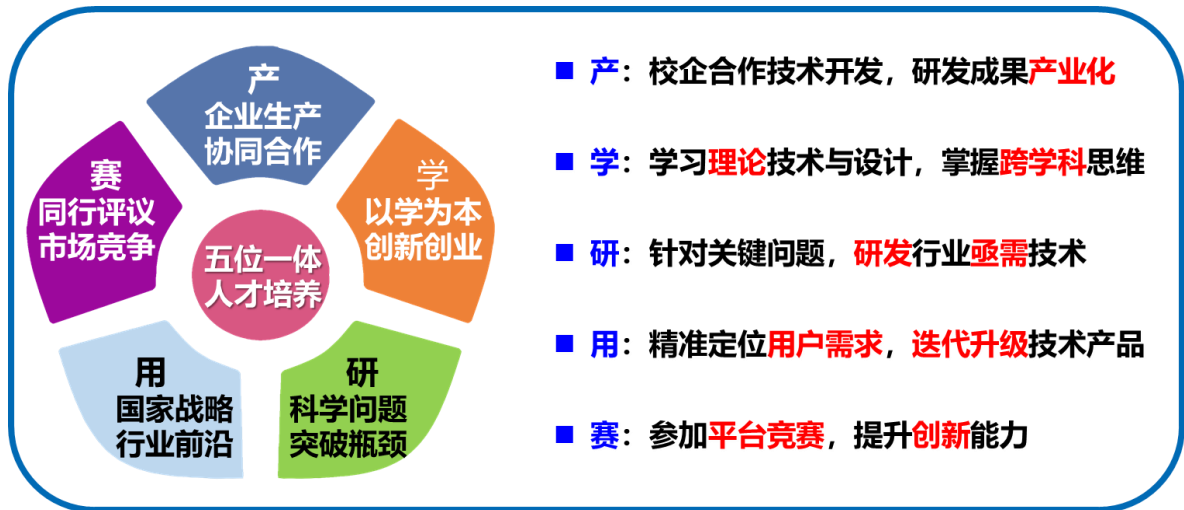 产
企业生产
协同合作
学
以学为本
创新创业
研
科学问题
突破瓶颈
用
国家战略
行业前沿
赛
同行评议
市场竞争
五位一体
人才培养
■ 产：校企合作技术开发，研发成果产业化
■ 学：学习理论技术与设计，掌握跨学科思维
■ 研：针对关键问题，研发行业亟需技术
■ 用：精准定位用户需求，迭代升级技术产品
■ 赛：参加平台竞赛，提升创新能力